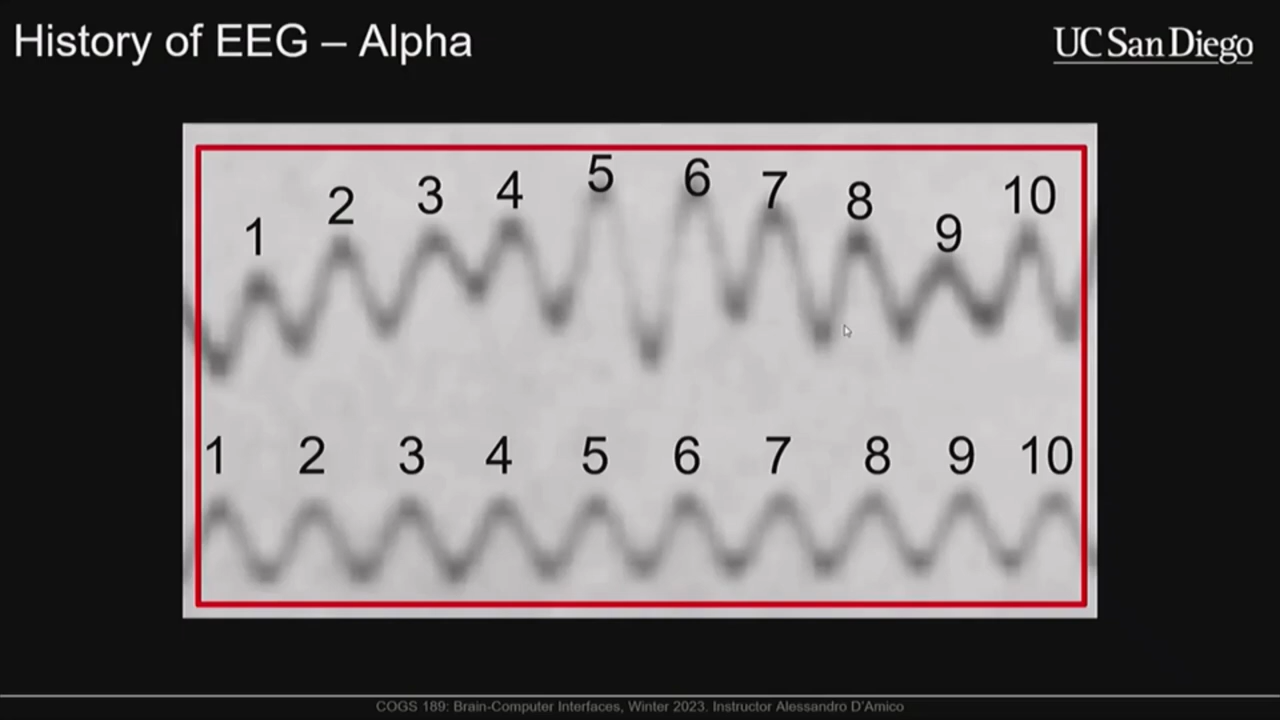 History of EEG – Alpha
UC San Diego
1 2 3 4 5 6 7 8 9 10
1 2 3 4 5 6 7 8 9 10
COGS 189: Brain-Computer Interfaces, Winter 2023. Instructor Alessandro D'Amico